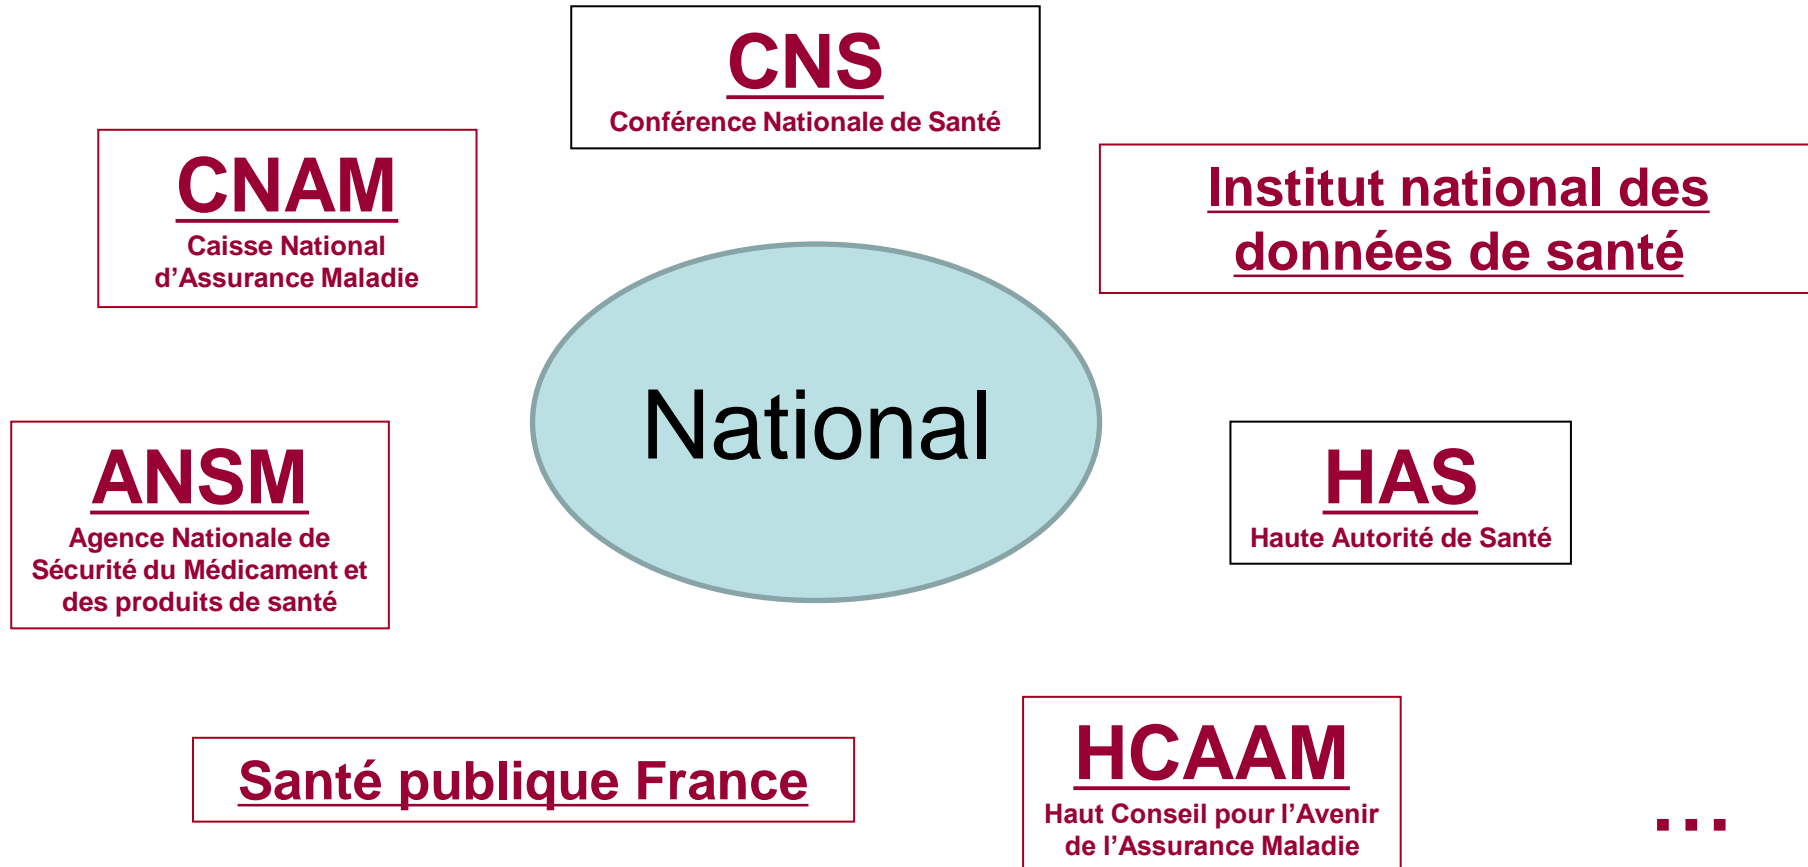 CNS
Conférence Nationale de Santé
CNAM
Caisse National
d’Assurance Maladie
Institut national des
données de santé
National
ANSM
Agence Nationale de
Sécurité du Médicament et
des produits de santé
HAS
Haute Autorité de Santé
Santé publique France
HCAAM
Haut Conseil pour l’Avenir
de l’Assurance Maladie
...